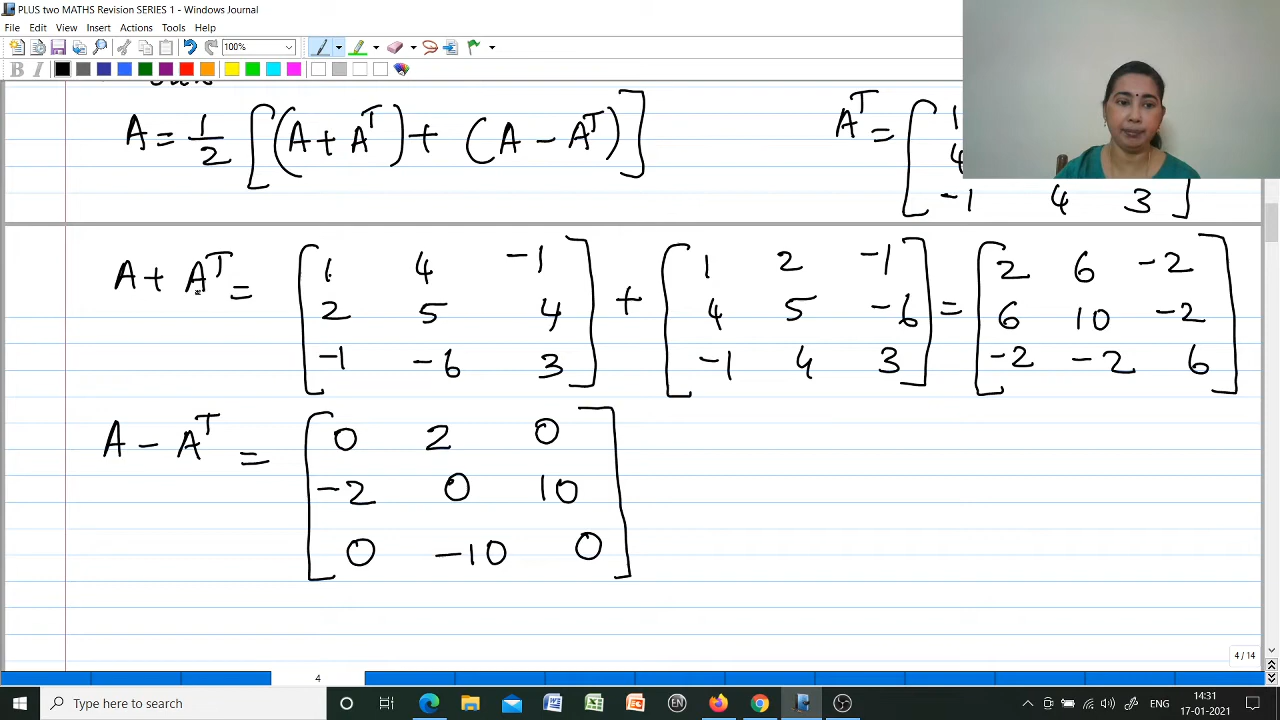 PLUS two MATHS Revision SERIES 1 - Windows Journal
File Edit View Insert Actions Tools Help
100%
B I
A = 1/2 [(A + A^T) + (A - A^T)]
A^T = [1
4
-1 4 3]
A + A^T = [1 4 -1; 2 5 4; -1 -6 3] + [1 2 -1; 4 5 -6; -1 4 3] = [2 6 -2; 6 10 -2; -2 -2 6]
A - A^T = [0 2 0; -2 0 10; 0 -10 0]
4 / 14
4
Type here to search
EN
ENG
14:31
17-01-2021